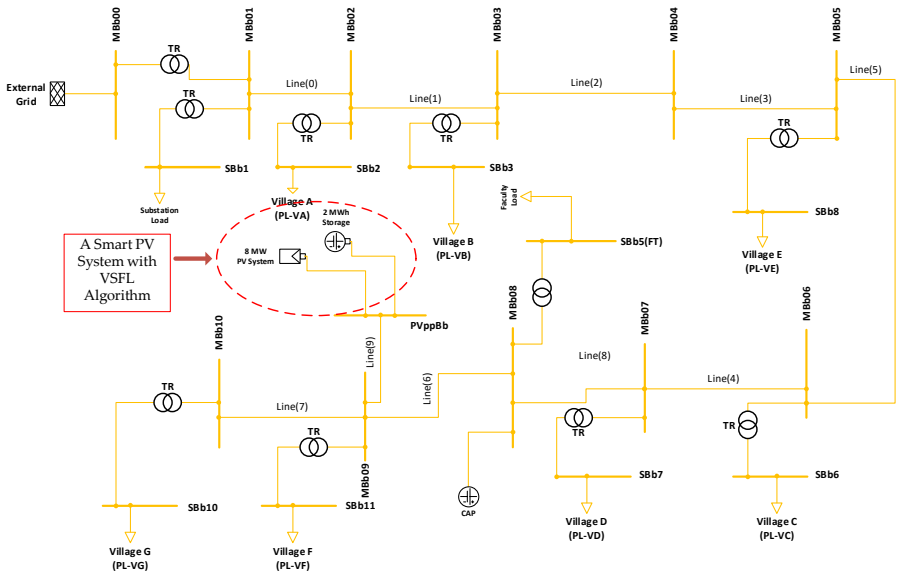 MBb00
MBb01
MBb02
MBb03
MBb04
MBb05
TR
External
Grid
TR
Line(0)
Line(1)
Line(2)
Line(3)
Line(5)
TR
TR
TR
SBb1
SBb2
SBb3
SBb8
Substation
Load
Village A
(PL-VA)
Village B
(PL-VB)
Faculty
Load
SBb5(FT)
Village E
(PL-VE)
A Smart PV
System with
VSFL
Algorithm
8 MW
PV System
2 MWh
Storage
PVppBb
MBb10
Line(9)
MBb08
MBb07
MBb06
Line(6)
Line(8)
Line(4)
TR
Line(7)
TR
MBb09
TR
TR
CAP
SBb10
SBb11
SBb7
SBb6
Village G
(PL-VG)
Village F
(PL-VF)
Village D
(PL-VD)
Village C
(PL-VC)